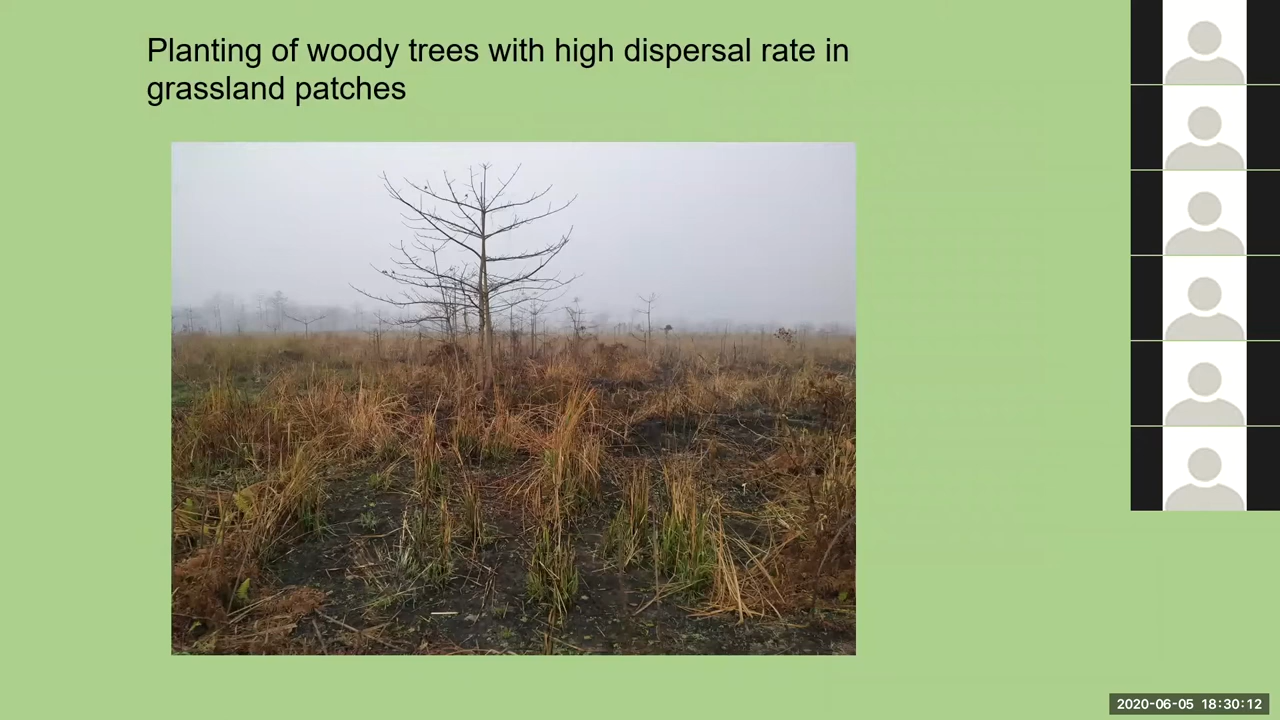 Planting of woody trees with high dispersal rate in
grassland patches
2020-06-05 18:30:12